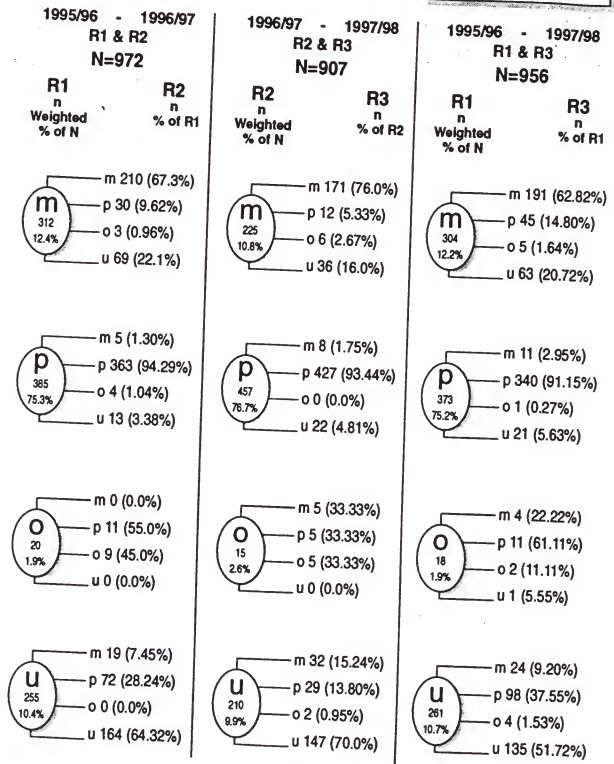 1995/96 - 1996/97
R1 & R2
N=972
R1
n
Weighted
% of N
R2
n
% of R1
m
312
12.4%
m 210 (67.3%)
p 30 (9.62%)
o 3 (0.96%)
u 69 (22.1%)
p
385
75.3%
m 5 (1.30%)
p 363 (94.29%)
o 4 (1.04%)
u 13 (3.38%)
o
20
1.9%
m 0 (0.0%)
p 11 (55.0%)
o 9 (45.0%)
u 0 (0.0%)
u
255
10.4%
m 19 (7.45%)
p 72 (28.24%)
o 0 (0.0%)
u 164 (64.32%)
1996/97 - 1997/98
R2 & R3
N=907
R2
n
Weighted
% of N
R3
n
% of R2
m
225
10.8%
m 171 (76.0%)
p 12 (5.33%)
o 6 (2.67%)
u 36 (16.0%)
p
457
76.7%
m 8 (1.75%)
p 427 (93.44%)
o 0 (0.0%)
u 22 (4.81%)
o
15
2.6%
m 5 (33.33%)
p 5 (33.33%)
o 5 (33.33%)
u 0 (0.0%)
u
210
9.9%
m 32 (15.24%)
p 29 (13.80%)
o 2 (0.95%)
u 147 (70.0%)
1995/96 - 1997/98
R1 & R3
N=956
R1
n
Weighted
% of N
R3
n
% of R1
m
304
12.2%
m 191 (62.82%)
p 45 (14.80%)
o 5 (1.64%)
u 63 (20.72%)
p
373
75.2%
m 11 (2.95%)
p 340 (91.15%)
o 1 (0.27%)
u 21 (5.63%)
o
18
1.9%
m 4 (22.22%)
p 11 (61.11%)
o 2 (11.11%)
u 1 (5.55%)
u
261
10.7%
m 24 (9.20%)
p 98 (37.55%)
o 4 (1.53%)
u 135 (51.72%)